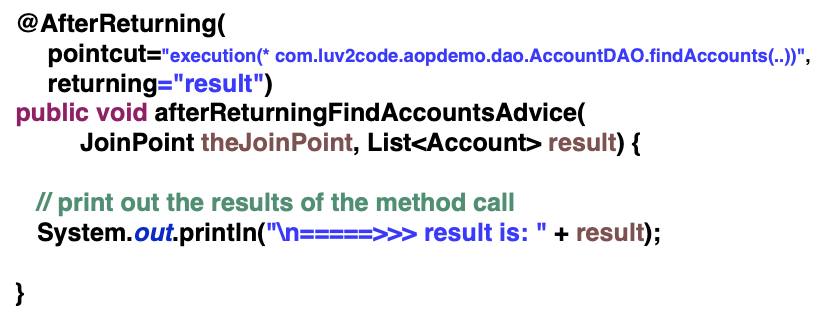 @AfterReturning(
pointcut="execution(* com.luv2code.aopdemo.dao.AccountDAO.findAccounts(..))",
returning="result")
public void afterReturningFindAccountsAdvice(
JoinPoint theJoinPoint, List<Account> result) {
// print out the results of the method call
System.out.println("\n=====>>> result is: " + result);
}